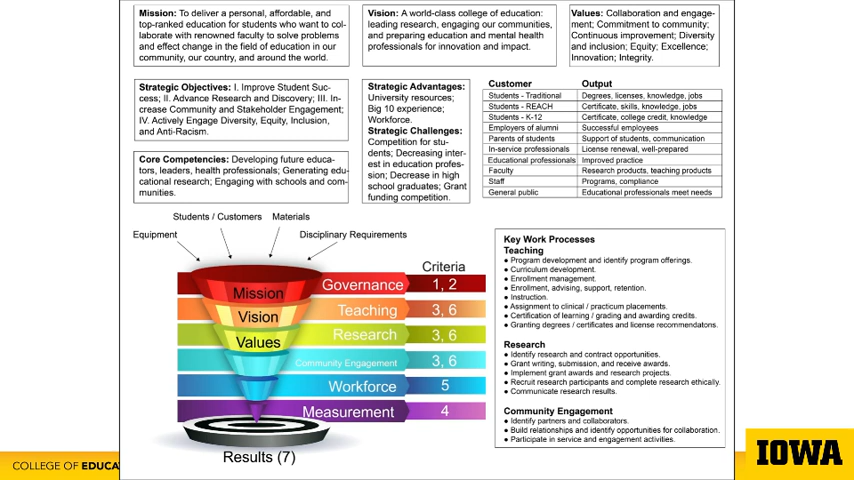 Mission: To deliver a personal, affordable, and
top-ranked education for students who want to col-
laborate with renowned faculty to solve problems
and effect change in the field of education in our
community, our country, and around the world.
Vision: A world-class college of education:
leading research, engaging our communities,
and preparing education and mental health
professionals for innovation and impact.
Values: Collaboration and engage-
ment; Commitment to community;
Continuous improvement; Diversity
and inclusion; Equity; Excellence;
Innovation; Integrity.
Strategic Objectives: I. Improve Student Suc-
cess; II. Advance Research and Discovery; III. In-
crease Community and Stakeholder Engagement;
IV. Actively Engage Diversity, Equity, Inclusion,
and Anti-Racism.
Core Competencies: Developing future educa-
tors, leaders, health professionals; Generating edu-
cational research; Engaging with schools and com-
munities.
Strategic Advantages:
University resources;
Big 10 experience;
Workforce.
Strategic Challenges:
Competition for stu-
dents; Decreasing inter-
est in education profes-
sion; Decrease in high
school graduates; Grant
funding competition.
Customer Output
Students - Traditional Degrees, licenses, knowledge, jobs
Students - REACH Certificate, skills, knowledge, jobs
Students - K-12 Certificate, college credit, knowledge
Employers of alumni Successful employees
Parents of students Support of students, communication
In-service professionals License renewal, well-prepared
Educational professionals Improved practice
Faculty Research products, teaching products
Staff Programs, compliance
General public Educational professionals meet needs
Students / Customers Materials
Equipment Disciplinary Requirements
Criteria
Mission Governance 1, 2
Vision Teaching 3, 6
Values Research 3, 6
Community Engagement 3, 6
Workforce 5
Measurement 4
Results (7)
Key Work Processes
Teaching
● Program development and identify program offerings.
● Curriculum development.
● Enrollment management.
● Enrollment, advising, support, retention.
● Instruction.
● Assignment to clinical / practicum placements.
● Certification of learning / grading and awarding credits.
● Granting degrees / certificates and license recommendatons.
Research
● Identify research and contract opportunities.
● Grant writing, submission, and receive awards.
● Implement grant awards and research projects.
● Recruit research participants and complete research ethically.
● Communicate research results.
Community Engagement
● Identify partners and collaborators.
● Build relationships and identify opportunities for collaboration.
● Participate in service and engagement activities.
COLLEGE OF EDUCA
IOWA